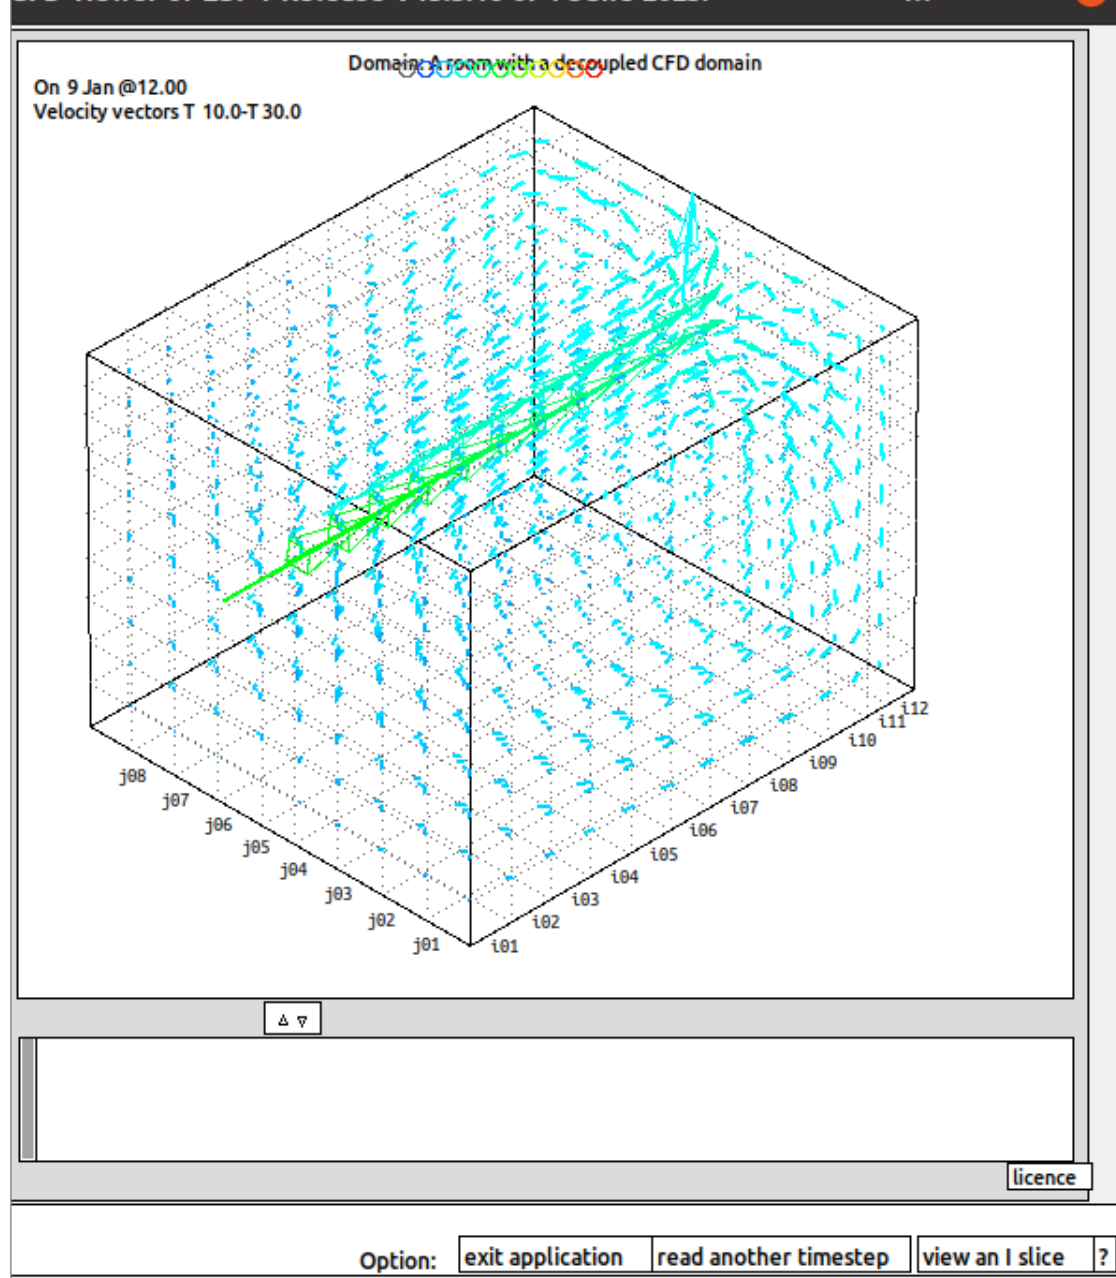 Domain: A room with a decoupled CFD domain
On 9 Jan @12.00
Velocity vectors T 10.0-T 30.0
i12
i11
i10
i09
i08
i07
i06
i05
i04
i03
i02
i01
j08
j07
j06
j05
j04
j03
j02
j01
licence
Option: exit application read another timestep view an I slice ?